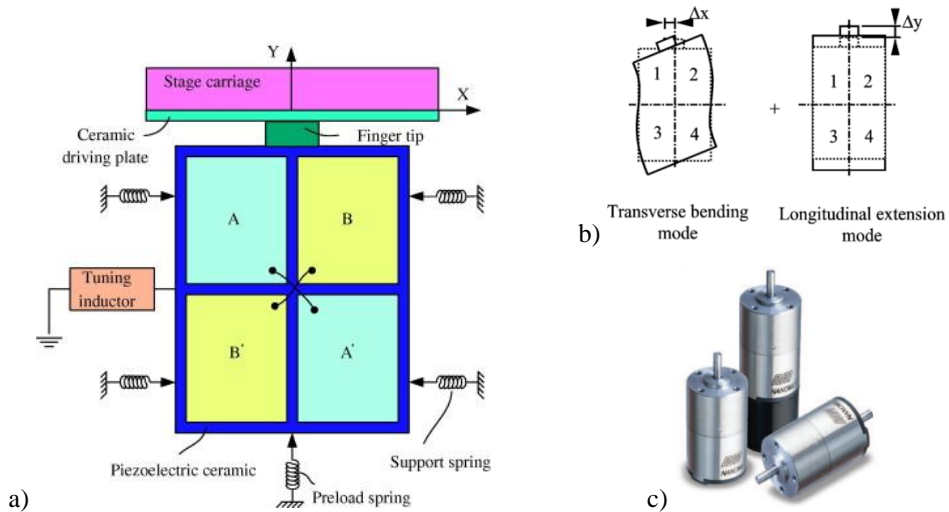 Y
Stage carriage
X
Ceramic
driving plate
Finger tip
A
B
Tuning
inductor
B'
A'
Piezoelectric ceramic
Support spring
Preload spring
a)
Δx
Δy
1 2
3 4
+
1 2
3 4
Transverse bending
mode
Longitudinal extension
mode
b)
c)